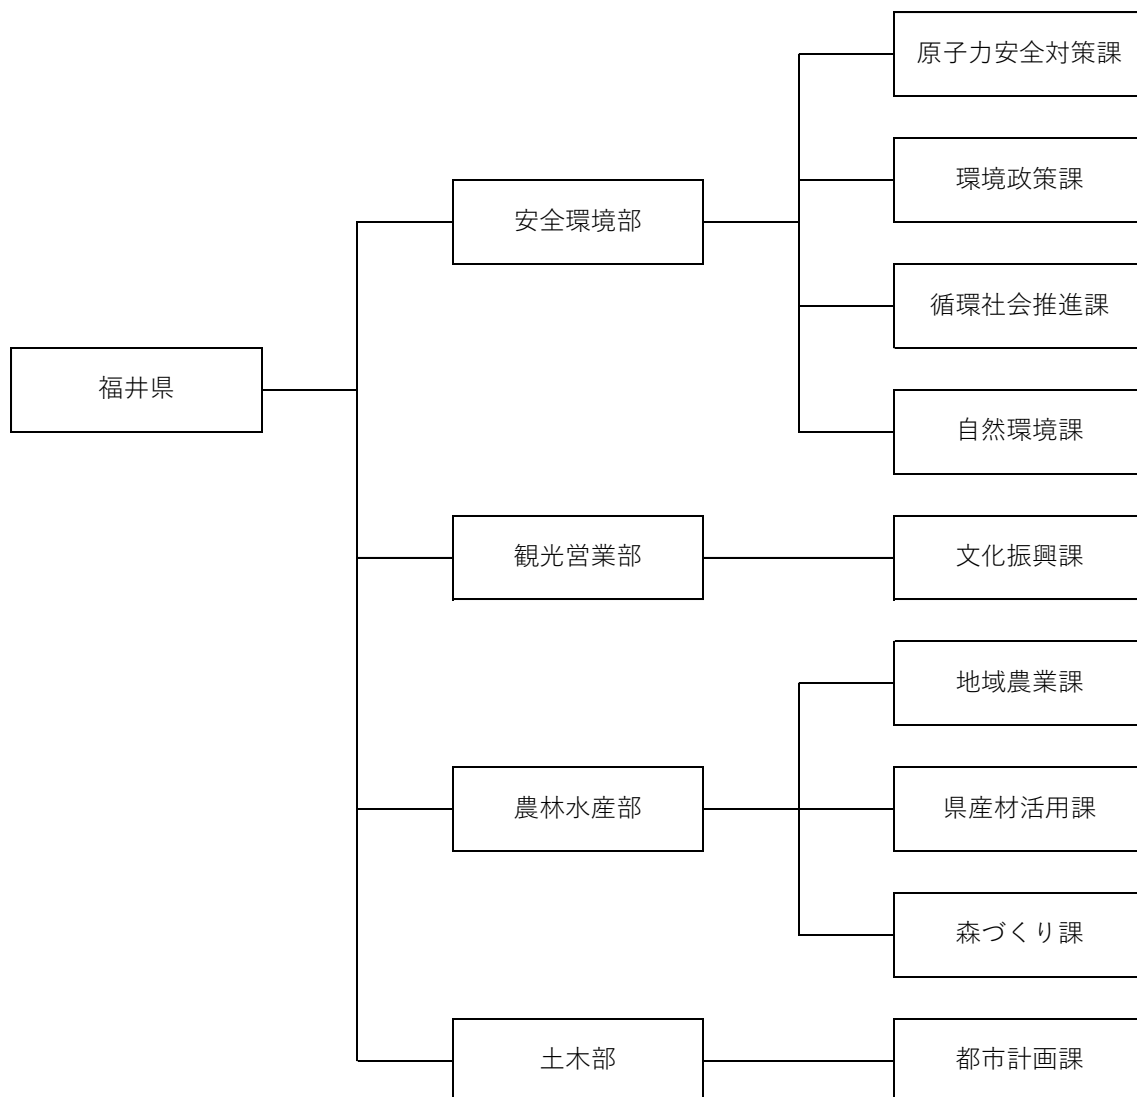 福井県
安全環境部
原子力安全対策課
環境政策課
循環社会推進課
自然環境課
観光営業部
文化振興課
農林水産部
地域農業課
県産材活用課
森づくり課
土木部
都市計画課